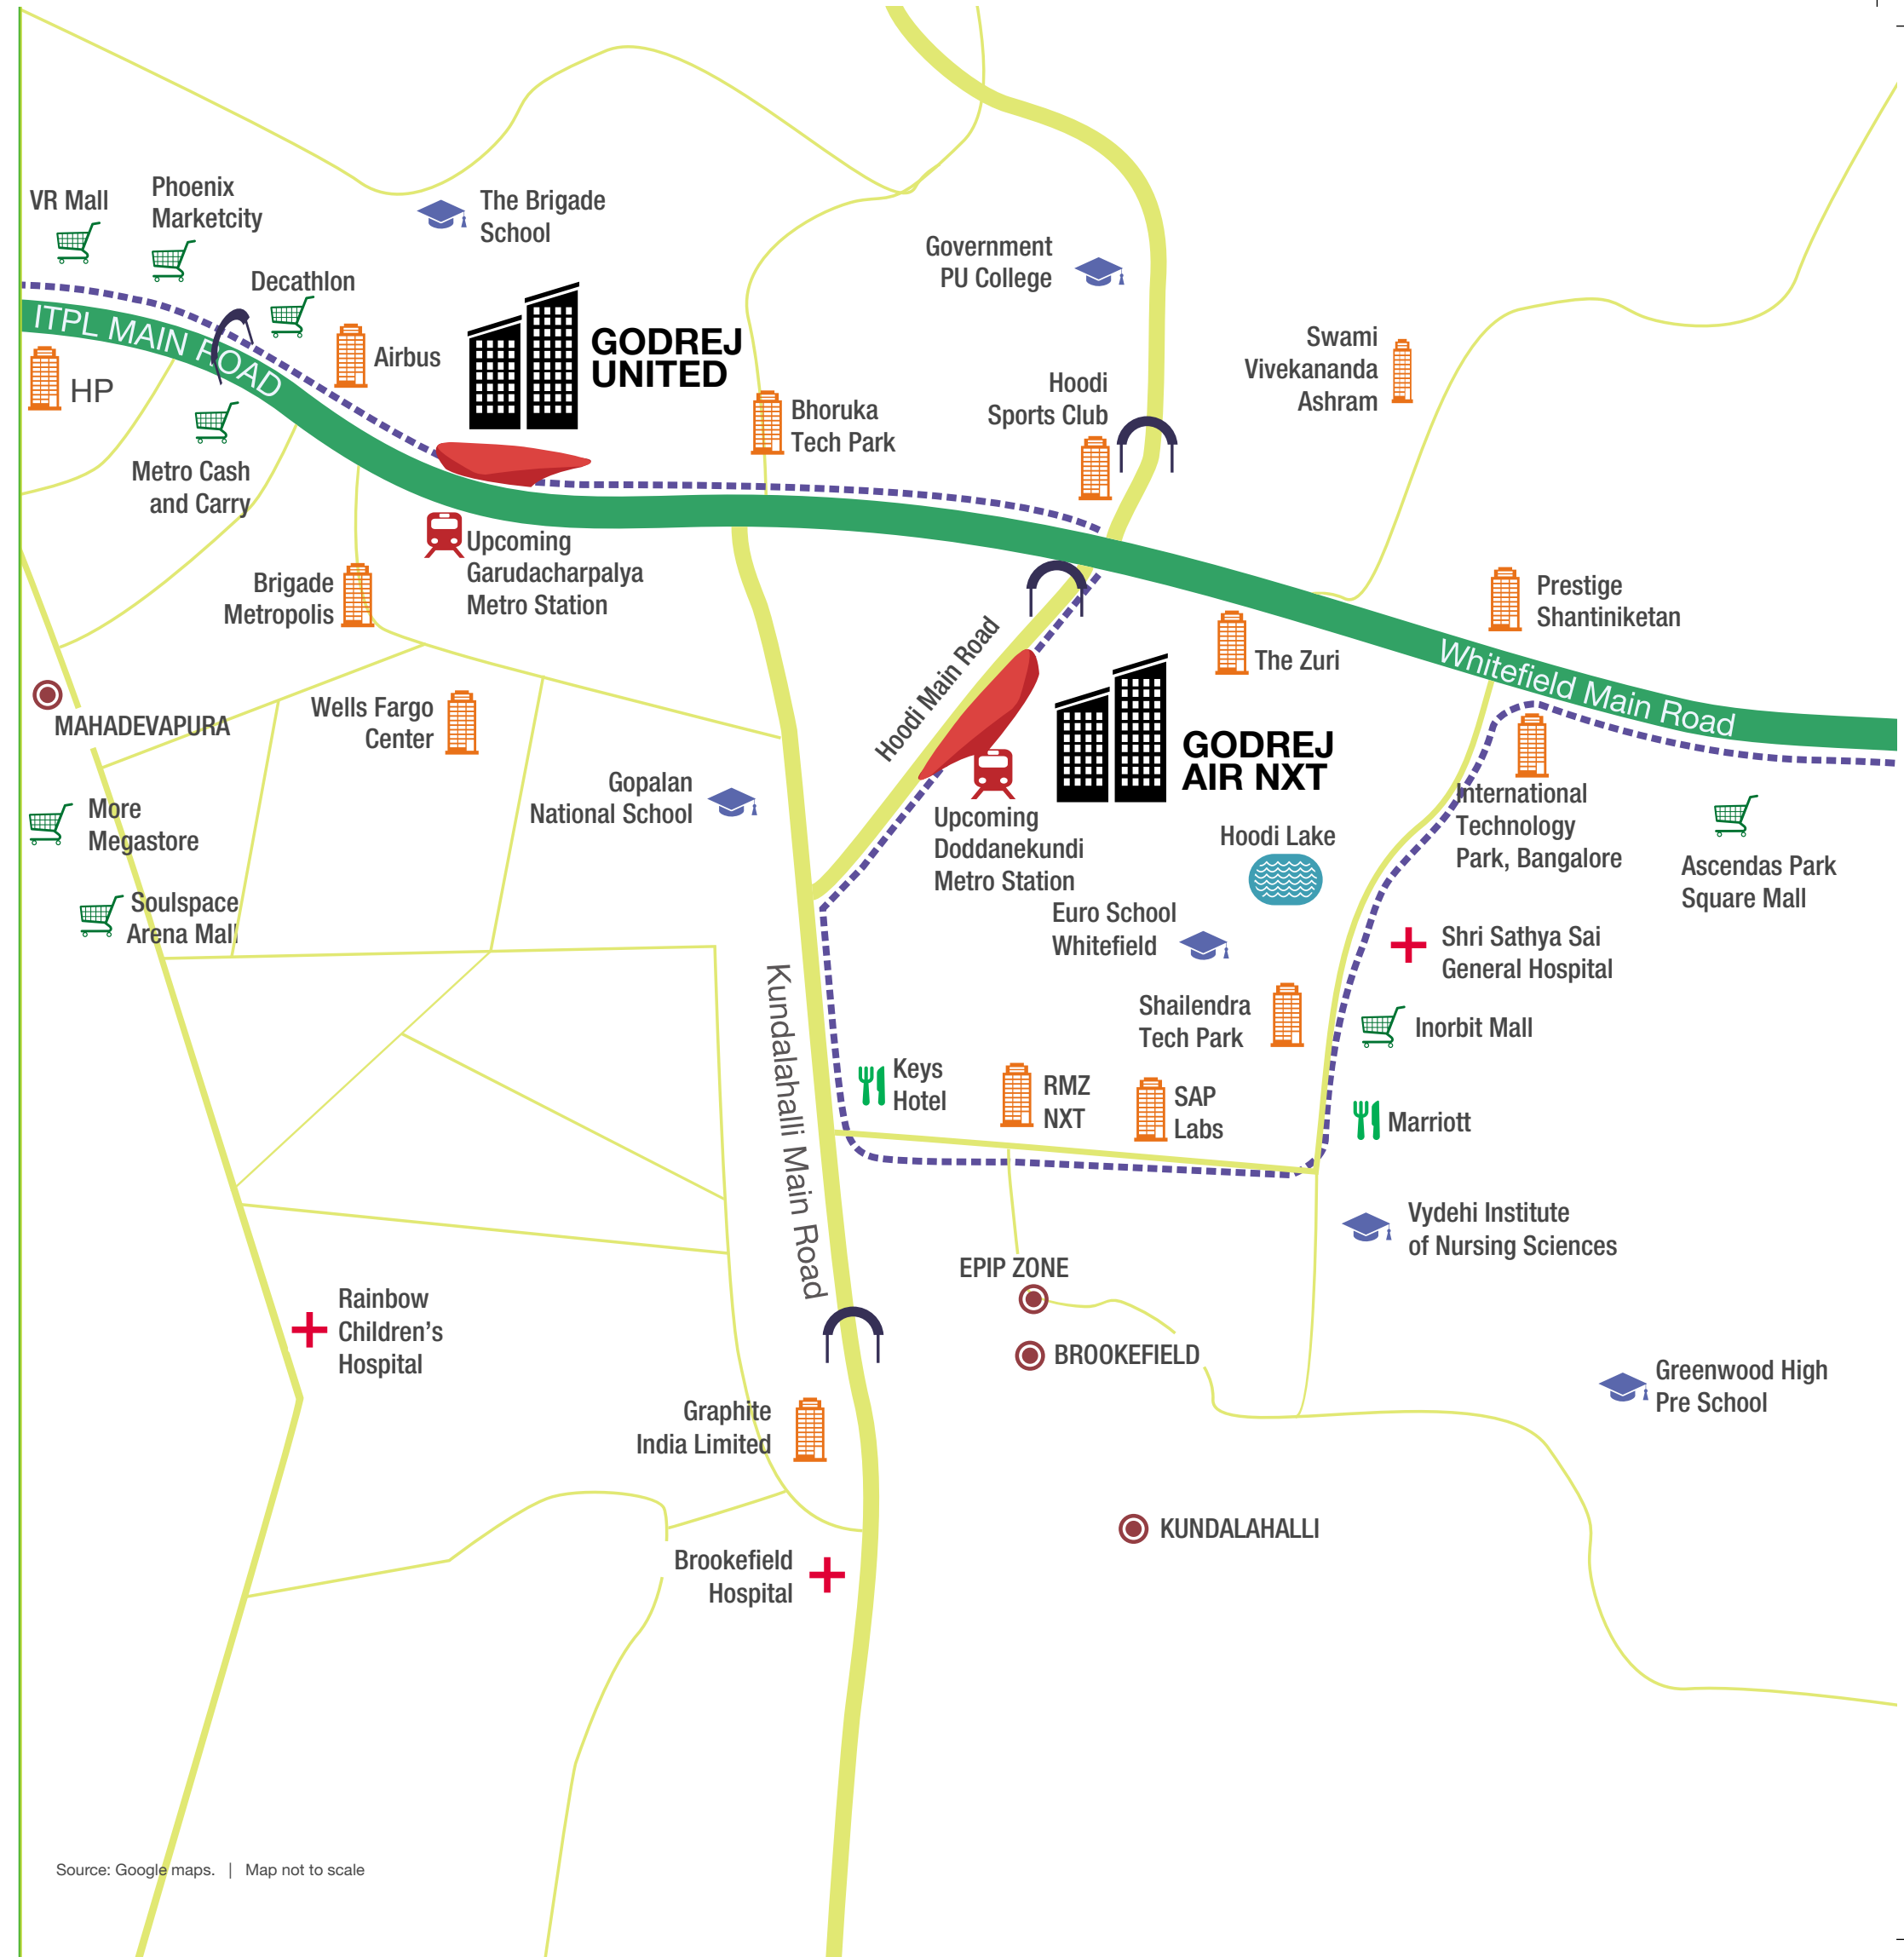 VR Mall
Phoenix
Marketcity
The Brigade
School
Decathlon
ITPL MAIN ROAD
HP
Airbus
GODREJ
UNITED
Government
PU College
Swami
Vivekananda
Ashram
Hoodi
Sports Club
Bhoruka
Tech Park
Metro Cash
and Carry
Upcoming
Garudacharpalya
Metro Station
Brigade
Metropolis
Prestige
Shantiniketan
The Zuri
Whitefield Main Road
Hoodi Main Road
MAHADEVAPURA
Wells Fargo
Center
GODREJ
AIR NXT
Gopalan
National School
Upcoming
Doddanekundi
Metro Station
Hoodi Lake
International
Technology
Park, Bangalore
Ascendas Park
Square Mall
More
Megastore
Soulspace
Arena Mall
Euro School
Whitefield
Shri Sathya Sai
General Hospital
Shailendra
Tech Park
Inorbit Mall
Kundalahalli Main Road
Keys
Hotel
RMZ
NXT
SAP
Labs
Marriott
Vydehi Institute
of Nursing Sciences
EPIP ZONE
BROOKEFIELD
Rainbow
Children's
Hospital
Greenwood High
Pre School
Graphite
India Limited
KUNDALAHALLI
Brookefield
Hospital
Source: Google maps. | Map not to scale